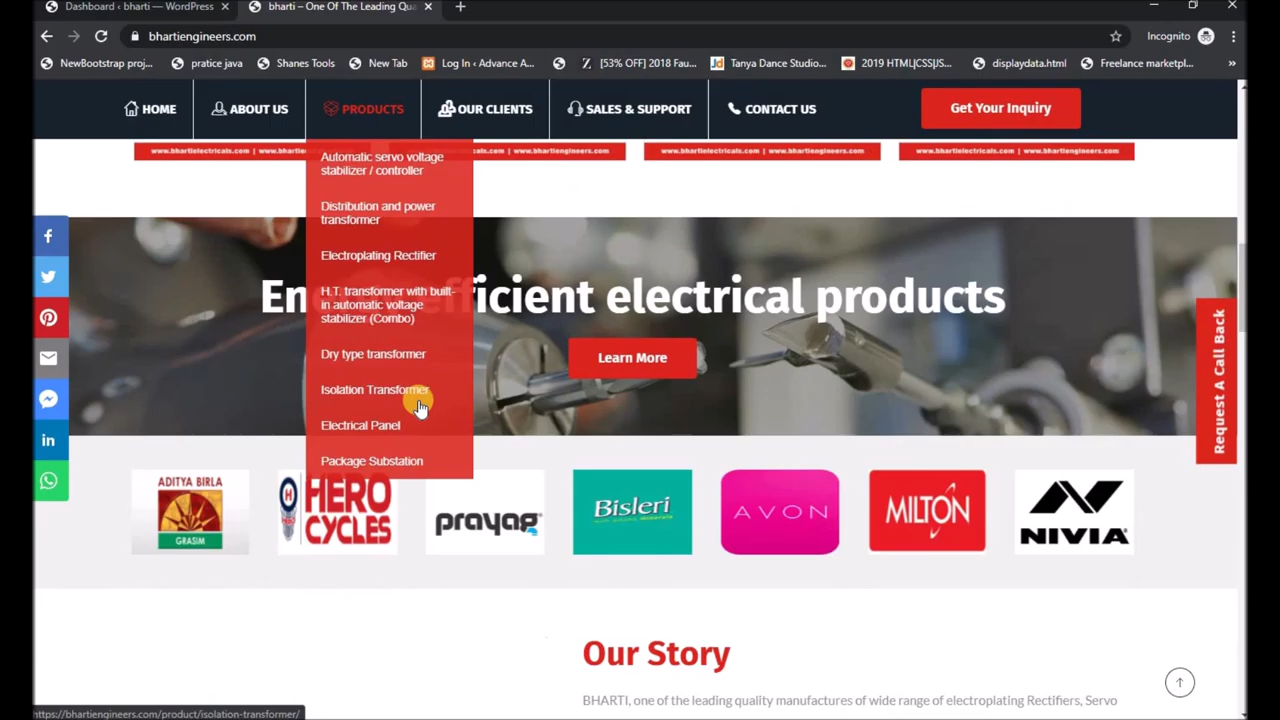 Dashboard ‹ bharti — WordPress
bharti – One Of The Leading Qua
bhartiengineers.com
Incognito
NewBootstrap proj...
pratice java
Shanes Tools
New Tab
Log In ‹ Advance A...
[53% OFF] 2018 Fau...
Tanya Dance Studio...
2019 HTML|CSS|JS...
displaydata.html
Freelance marketpl...
»
HOME
ABOUT US
PRODUCTS
OUR CLIENTS
SALES & SUPPORT
CONTACT US
Get Your Inquiry
www.bhartielectricals.com | www.bhartiengineers.com
www.bhartiengineers.com
www.bhartielectricals.com | www.bhartiengineers.com
www.bhartielectricals.com | www.bhartiengineers.com
Automatic servo voltage
stabilizer / controller
Distribution and power
transformer
Electroplating Rectifier
H.T. transformer with built-
in automatic voltage
stabilizer (Combo)
Dry type transformer
Isolation Transformer
Electrical Panel
Package Substation
efficient electrical products
Learn More
Request A Call Back
ADITYA BIRLA
GRASIM
HERO
CYCLES
prayag
Bisleri
AVON
MILTON
NIVIA
Our Story
BHARTI, one of the leading quality manufactures of wide range of electroplating Rectifiers, Servo
https://bhartiengineers.com/product/isolation-transformer/